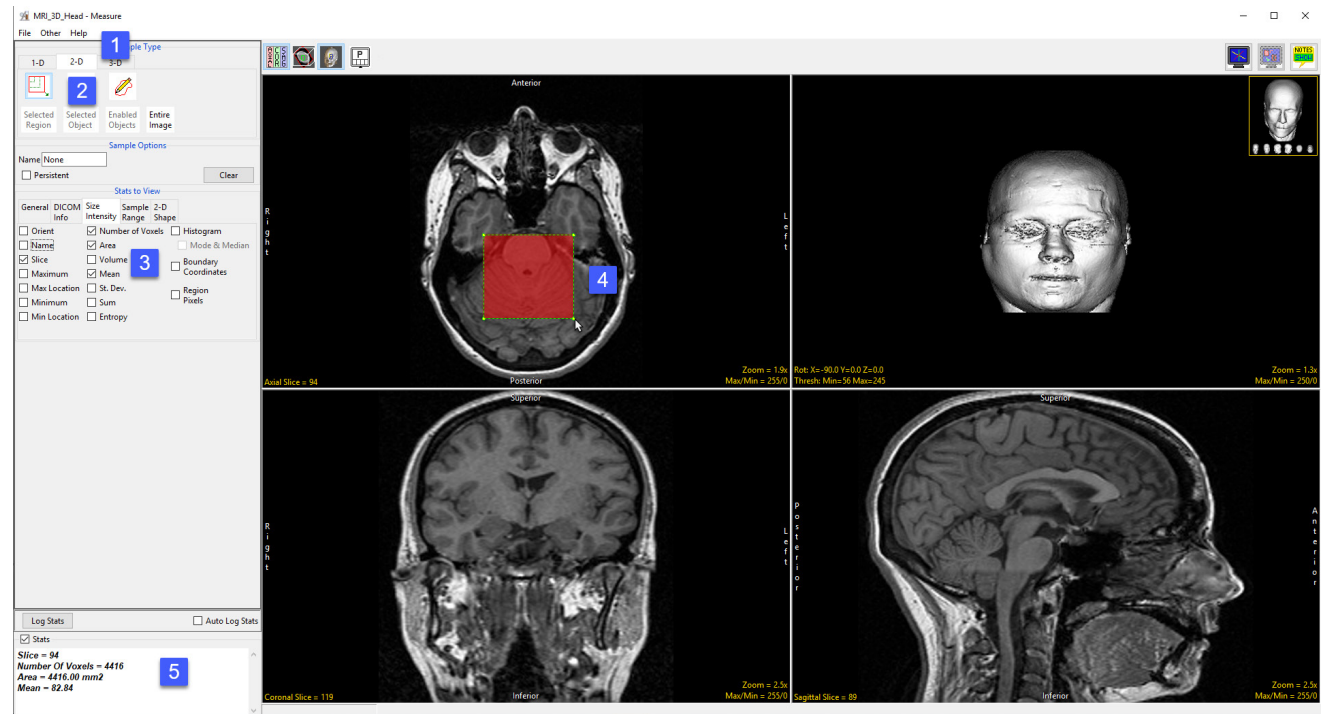 MRI_3D_Head - Measure
File Other Help
1
ple Type
1-D 2-D 3-D
2
Selected Region
Selected Object
Enabled Objects
Entire Image
Sample Options
Name None
Persistent
Clear
Stats to View
General
DICOM Info
Size Intensity
Sample Range
2-D Shape
Orient Number of Voxels Histogram
Name Area Mode & Median
Slice Volume Boundary
Maximum Mean Coordinates
Max Location St. Dev. Region
Minimum Sum Pixels
Min Location Entropy
3
Log Stats Auto Log Stats
Stats
Slice = 94
Number Of Voxels = 4416
Area = 4416.00 mm2
Mean = 82.84
5
AXIAL
COR
SAG
P
NOTES
SHOW
Anterior
Right
Left
4
Posterior
Axial Slice = 94
Zoom = 1.9x
Max/Min = 255/0
Rot: X=-90.0 Y=0.0 Z=0.0
Thresh: Min=56 Max=245
Zoom = 1.3x
Max/Min = 250/0
Superior
Right
Left
Inferior
Coronal Slice = 119
Zoom = 2.5x
Max/Min = 255/0
Superior
Posterior
Anterior
Inferior
Sagittal Slice = 89
Zoom = 2.5x
Max/Min = 255/0